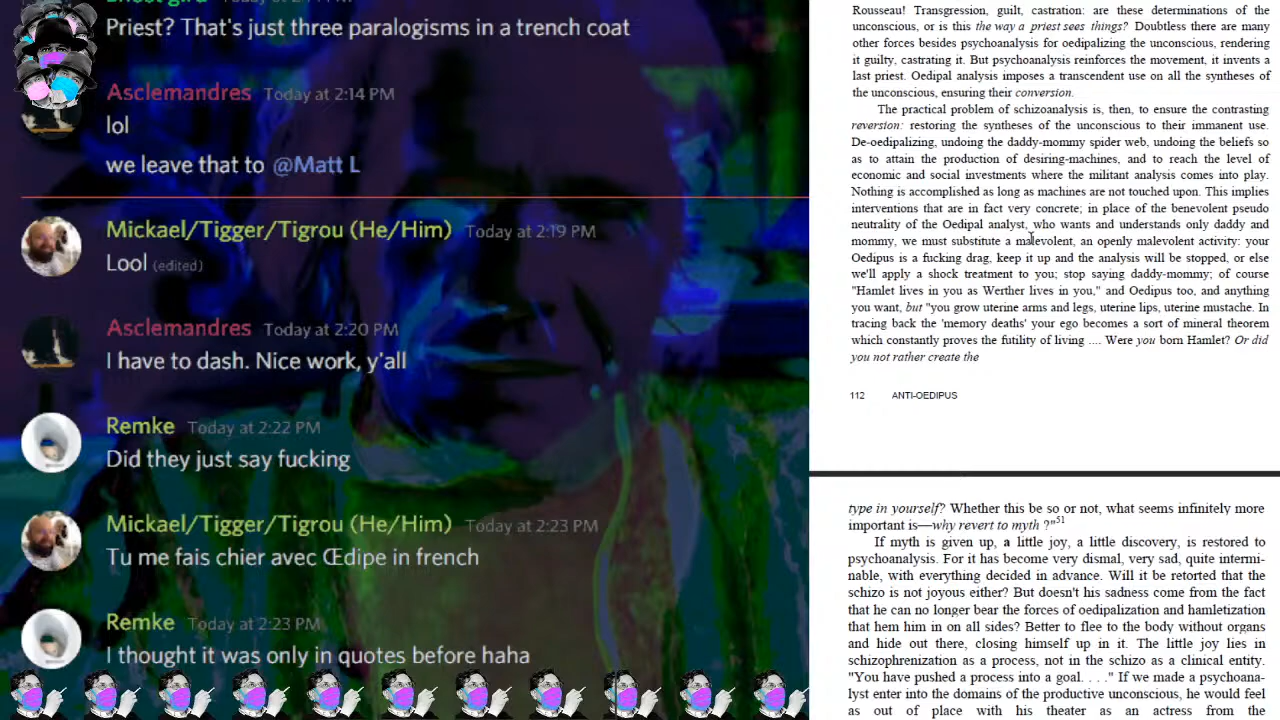 Priest? That's just three paralogisms in a trench coat
Asclemandres Today at 2:14 PM
lol
we leave that to @Matt L
Mickael/Tigger/Tigrou (He/Him) Today at 2:19 PM
Lool (edited)
Asclemandres Today at 2:20 PM
I have to dash. Nice work, y'all
Remke Today at 2:22 PM
Did they just say fucking
Mickael/Tigger/Tigrou (He/Him) Today at 2:23 PM
Tu me fais chier avec Œdipe in french
Remke Today at 2:23 PM
I thought it was only in quotes before haha
Rousseau! Transgression, guilt, castration: are these determinations of the
unconscious, or is this the way a priest sees things? Doubtless there are many
other forces besides psychoanalysis for oedipalizing the unconscious, rendering
it guilty, castrating it. But psychoanalysis reinforces the movement, it invents a
last priest. Oedipal analysis imposes a transcendent use on all the syntheses of
the unconscious, ensuring their conversion.
The practical problem of schizoanalysis is, then, to ensure the contrasting
reversion: restoring the syntheses of the unconscious to their immanent use.
De-oedipalizing, undoing the daddy-mommy spider web, undoing the beliefs so
as to attain the production of desiring-machines, and to reach the level of
economic and social investments where the militant analysis comes into play.
Nothing is accomplished as long as machines are not touched upon. This implies
interventions that are in fact very concrete; in place of the benevolent pseudo
neutrality of the Oedipal analyst, who wants and understands only daddy and
mommy, we must substitute a malevolent, an openly malevolent activity: your
Oedipus is a fucking drag, keep it up and the analysis will be stopped, or else
we'll apply a shock treatment to you; stop saying daddy-mommy; of course
"Hamlet lives in you as Werther lives in you," and Oedipus too, and anything
you want, but "you grow uterine arms and legs, uterine lips, uterine mustache. In
tracing back the 'memory deaths' your ego becomes a sort of mineral theorem
which constantly proves the futility of living .... Were you born Hamlet? Or did
you not rather create the
112 ANTI-OEDIPUS
type in yourself? Whether this be so or not, what seems infinitely more
important is—why revert to myth ?"51
If myth is given up, a little joy, a little discovery, is restored to
psychoanalysis. For it has become very dismal, very sad, quite intermi-
nable, with everything decided in advance. Will it be retorted that the
schizo is not joyous either? But doesn't his sadness come from the fact
that he can no longer bear the forces of oedipalization and hamletization
that hem him in on all sides? Better to flee to the body without organs
and hide out there, closing himself up in it. The little joy lies in
schizophrenization as a process, not in the schizo as a clinical entity.
"You have pushed a process into a goal. . . ." If we made a psychoana-
lyst enter into the domains of the productive unconscious, he would feel
as out of place with his theater as an actress from the